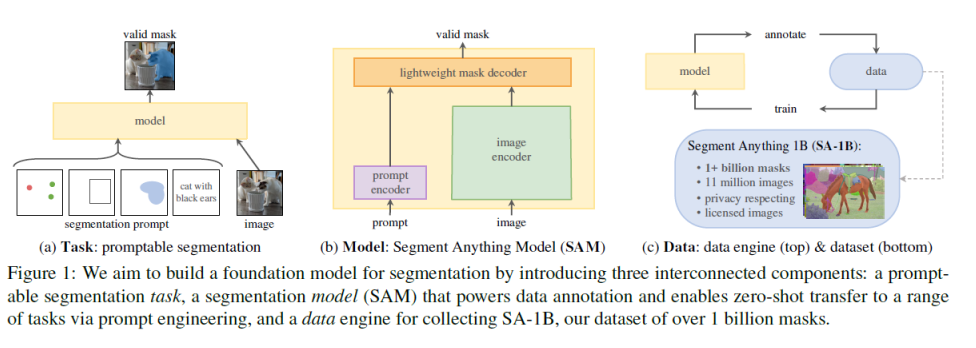 valid mask
model
cat with
black ears
segmentation prompt
image
(a) Task: promptable segmentation
valid mask
lightweight mask decoder
image
encoder
prompt
encoder
prompt
image
(b) Model: Segment Anything Model (SAM)
annotate
model
data
train
Segment Anything 1B (SA-1B):
• 1+ billion masks
• 11 million images
• privacy respecting
• licensed images
(c) Data: data engine (top) & dataset (bottom)
Figure 1: We aim to build a foundation model for segmentation by introducing three interconnected components: a prompt-
able segmentation task, a segmentation model (SAM) that powers data annotation and enables zero-shot transfer to a range
of tasks via prompt engineering, and a data engine for collecting SA-1B, our dataset of over 1 billion masks.